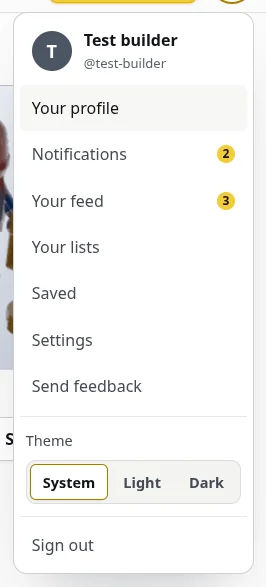 T
Test builder
@test-builder
Your profile
Notifications 2
Your feed 3
Your lists
Saved
Settings
Send feedback
S
Theme
System Light Dark
Sign out